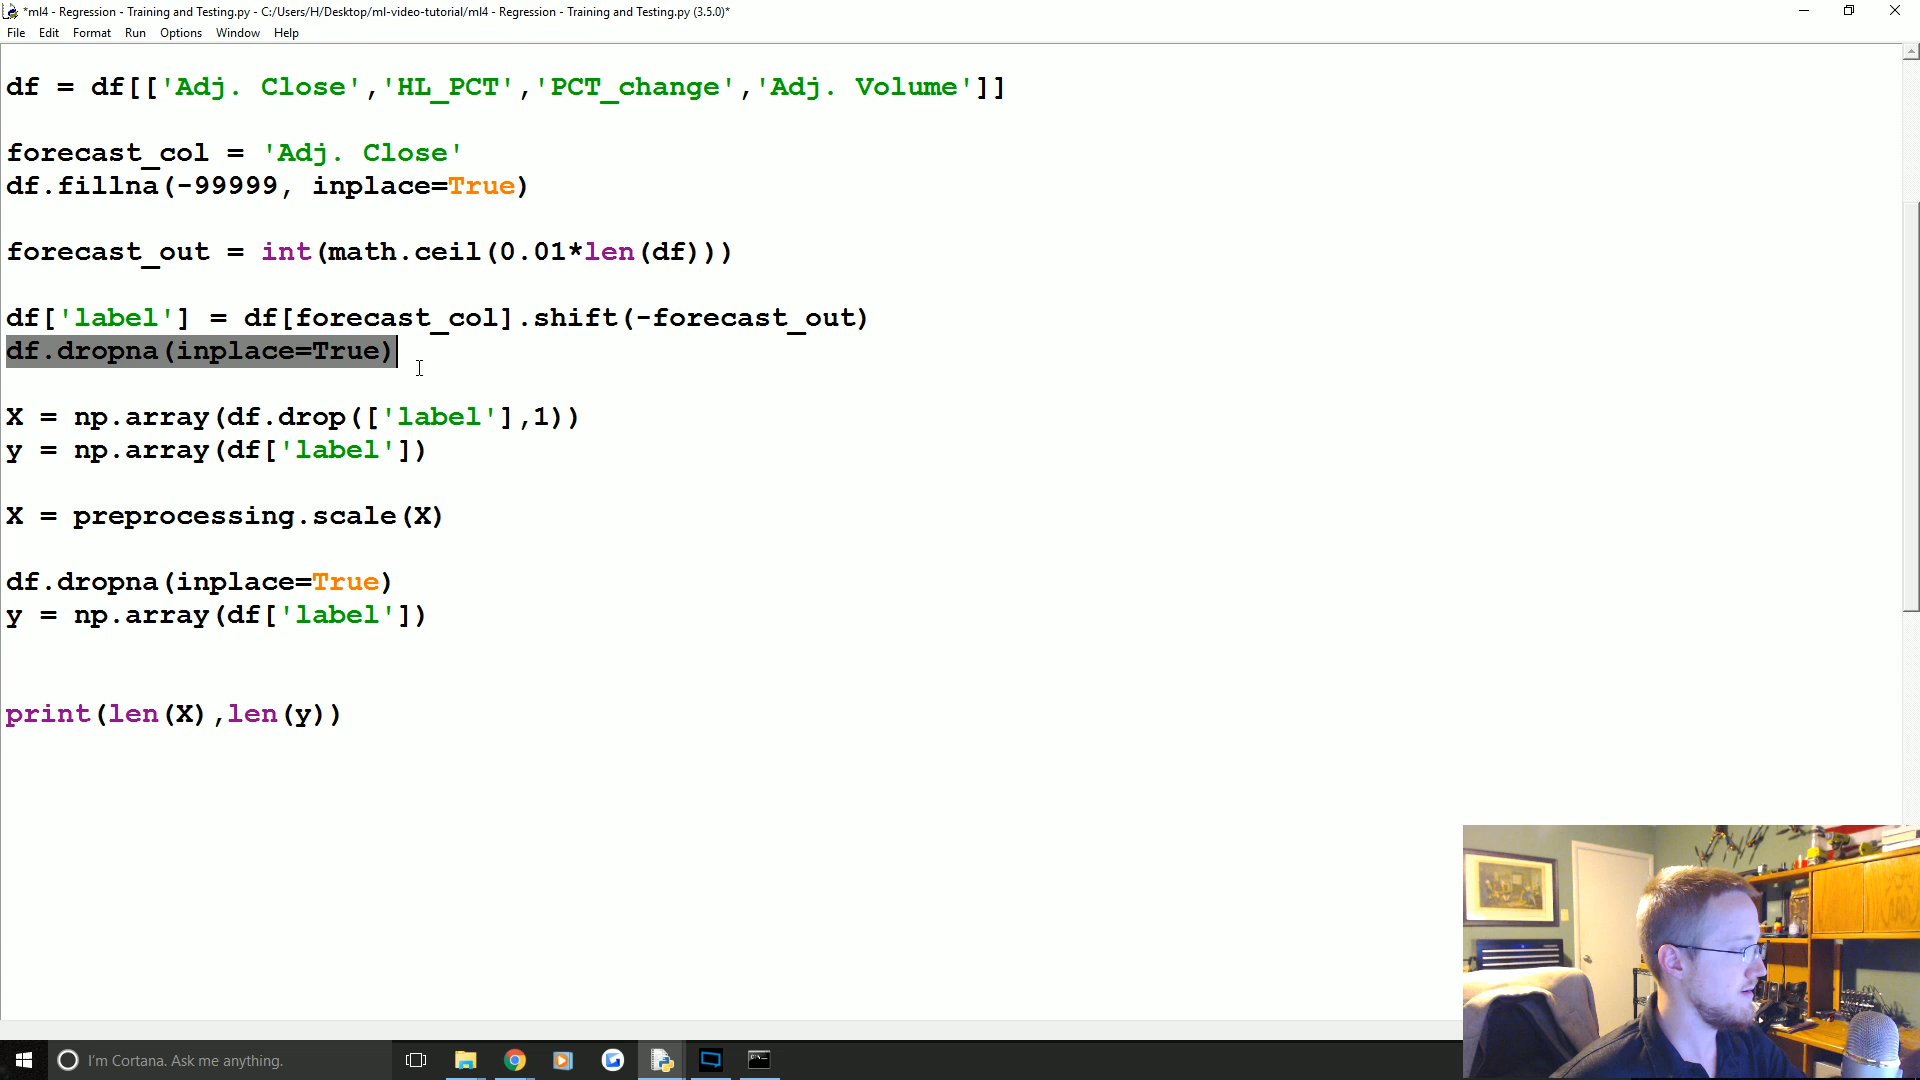 *ml4 - Regression - Training and Testing.py - C:/Users/H/Desktop/ml-video-tutorial/ml4 - Regression - Training and Testing.py (3.5.0)*
File Edit Format Run Options Window Help
df = df[['Adj. Close','HL_PCT','PCT_change','Adj. Volume']]
forecast_col = 'Adj. Close'
df.fillna(-99999, inplace=True)
forecast_out = int(math.ceil(0.01*len(df)))
df['label'] = df[forecast_col].shift(-forecast_out)
df.dropna(inplace=True)
X = np.array(df.drop(['label'],1))
y = np.array(df['label'])
X = preprocessing.scale(X)
df.dropna(inplace=True)
y = np.array(df['label'])
print(len(X),len(y))
I'm Cortana. Ask me anything.